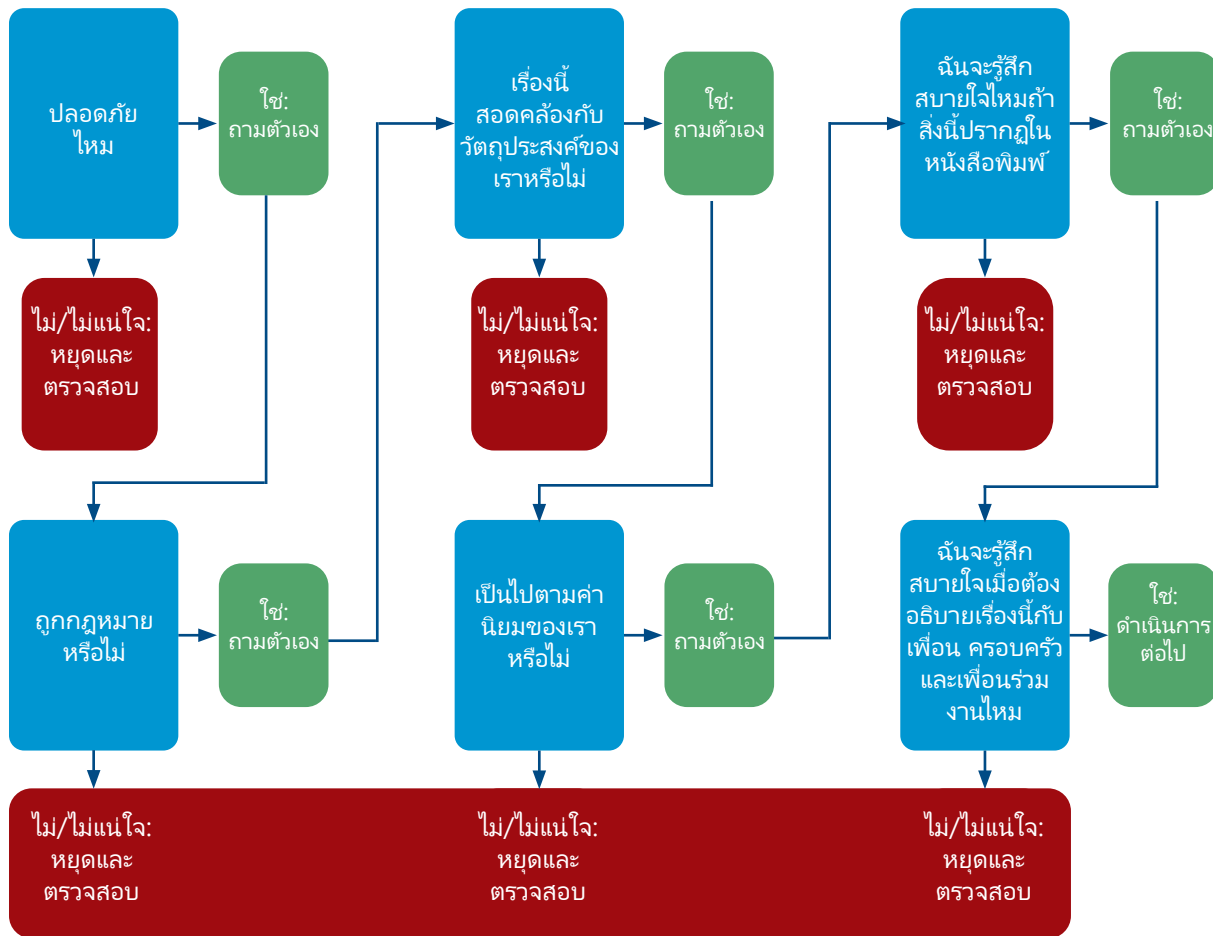 ปลอดภัย
ไหม
ใช่:
ถามตัวเอง
ไม่/ไม่แน่ใจ:
หยุดและ
ตรวจสอบ
ถูกกฎหมาย
หรือไม่
ใช่:
ถามตัวเอง
ไม่/ไม่แน่ใจ:
หยุดและ
ตรวจสอบ
เรื่องนี้
สอดคล้องกับ
วัตถุประสงค์ของ
เราหรือไม่
ใช่:
ถามตัวเอง
ไม่/ไม่แน่ใจ:
หยุดและ
ตรวจสอบ
เป็นไปตามค่า
นิยมของเรา
หรือไม่
ใช่:
ถามตัวเอง
ไม่/ไม่แน่ใจ:
หยุดและ
ตรวจสอบ
ฉันจะรู้สึก
สบายใจไหมถ้า
สิ่งนี้ปรากฏใน
หนังสือพิมพ์
ใช่:
ถามตัวเอง
ไม่/ไม่แน่ใจ:
หยุดและ
ตรวจสอบ
ฉันจะรู้สึก
สบายใจเมื่อต้อง
อธิบายเรื่องนี้กับ
เพื่อน ครอบครัว
และเพื่อนร่วม
งานไหม
ใช่:
ดำเนินการ
ต่อไป
ไม่/ไม่แน่ใจ:
หยุดและ
ตรวจสอบ